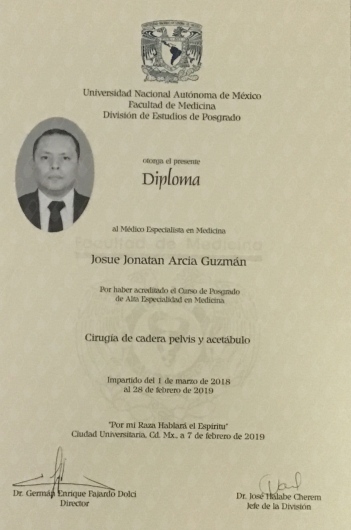 Universidad Nacional Autónoma de México
Facultad de Medicina
División de Estudios de Posgrado
otorga el presente
Diploma
al Médico Especialista en Medicina
Facultad de Medicina
Josue Jonatan Arcia Guzmán
Por haber acreditado el Curso de Posgrado
de Alta Especialidad en Medicina
Cirugía de cadera pelvis y acetábulo
Impartido del 1 de marzo de 2018
al 28 de febrero de 2019
"Por mi Raza Hablará el Espíritu"
Ciudad Universitaria, Cd. Mx., a 7 de febrero de 2019
Dr. Germán Enrique Fajardo Dolci
Director
Dr. José Halabe Cherem
Jefe de la División